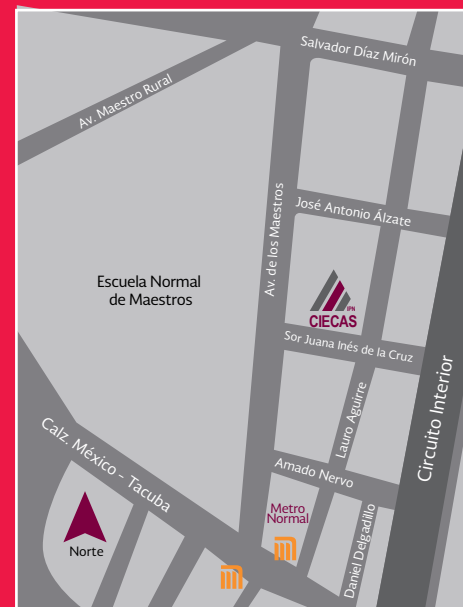 Salvador Díaz Mirón
Av. Maestro Rural
José Antonio Álzate
Av. de los Maestros
Escuela Normal
de Maestros
IPN
CIECAS
Sor Juana Inés de la Cruz
Lauro Aguirre
Circuito Interior
Calz. México - Tacuba
Amado Nervo
Metro
Normal
Daniel Delgadillo
Norte